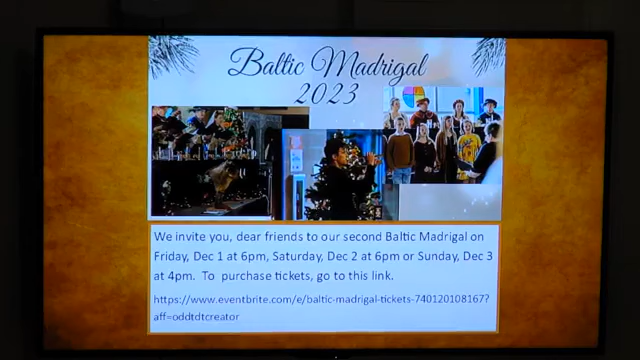 Baltic Madrigal
2023
We invite you, dear friends to our second Baltic Madrigal on
Friday, Dec 1 at 6pm, Saturday, Dec 2 at 6pm or Sunday, Dec 3
at 4pm. To purchase tickets, go to this link.
https://www.eventbrite.com/e/baltic-madrigal-tickets-740120108167?
aff=oddtdtcreator